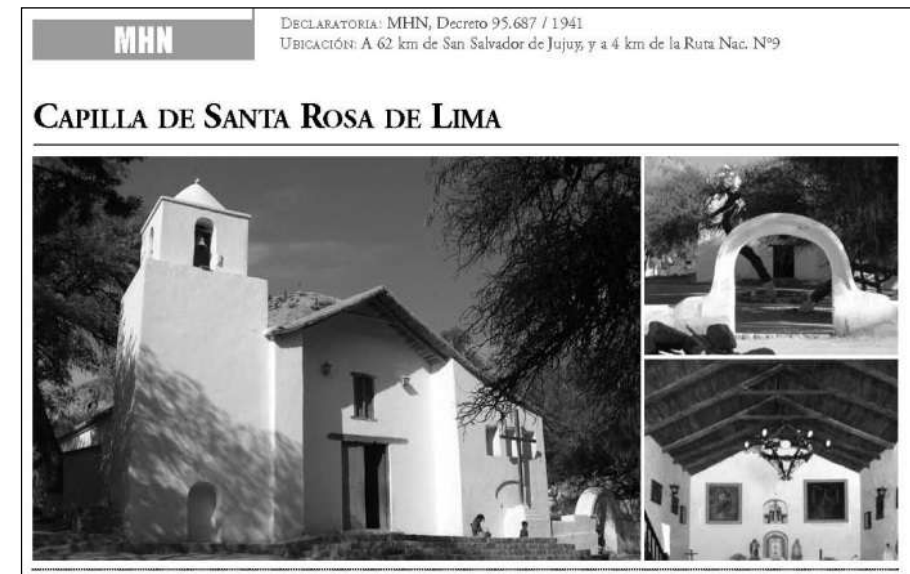 MHN
DECLARATORIA: MHN, Decreto 95.687 / 1941
UBICACIÓN: A 62 km de San Salvador de Jujuy, y a 4 km de la Ruta Nac. Nº9
CAPILLA DE SANTA ROSA DE LIMA